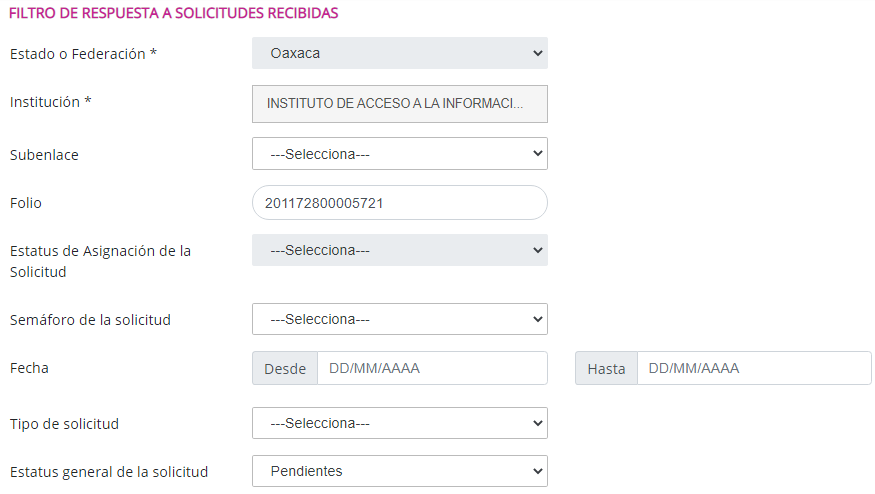 FILTRO DE RESPUESTA A SOLICITUDES RECIBIDAS
Estado o Federación * Oaxaca
Institución * INSTITUTO DE ACCESO A LA INFORMACI...
Subenlace ---Selecciona---
Folio 201172800005721
Estatus de Asignación de la
Solicitud ---Selecciona---
Semáforo de la solicitud ---Selecciona---
Fecha Desde DD/MM/AAAA Hasta DD/MM/AAAA
Tipo de solicitud ---Selecciona---
Estatus general de la solicitud Pendientes